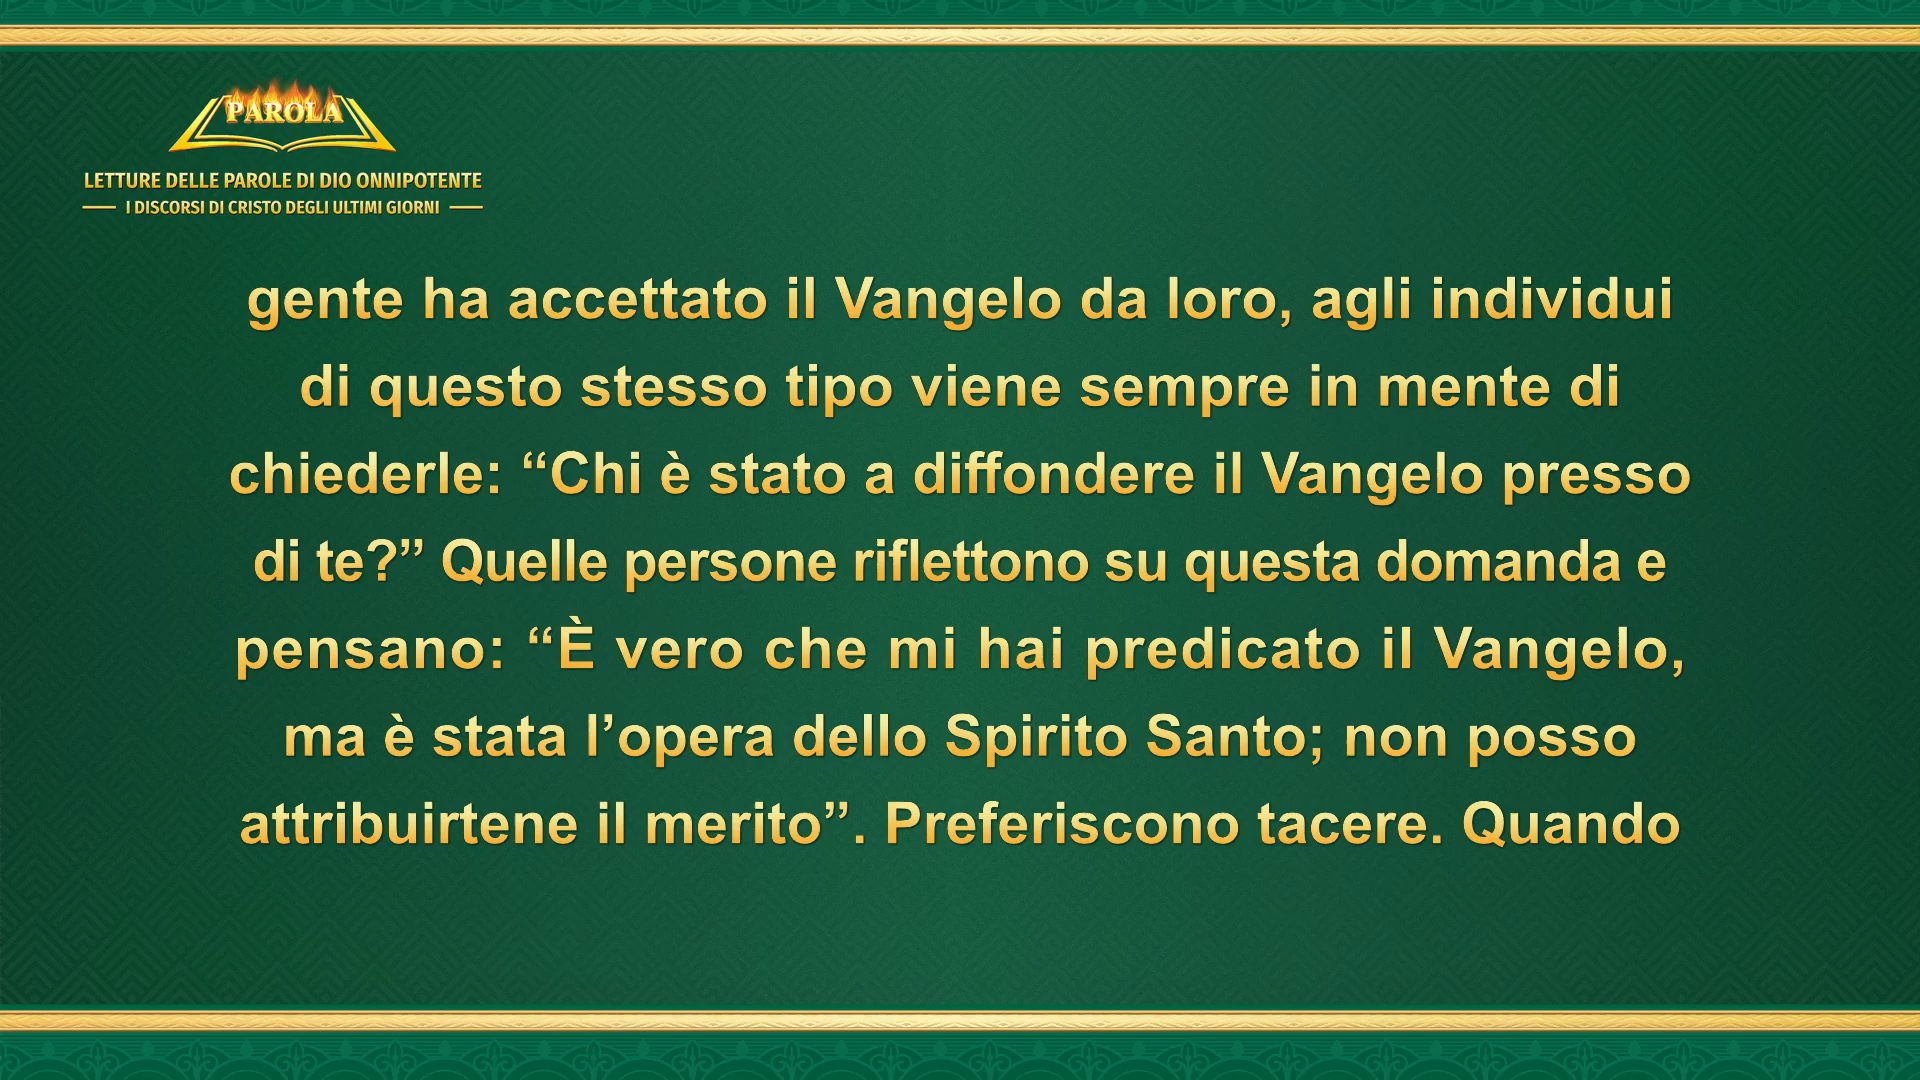 PAROLA
LETTURE DELLE PAROLE DI DIO ONNIPOTENTE
I DISCORSI DI CRISTO DEGLI ULTIMI GIORNI
gente ha accettato il Vangelo da loro, agli individui
di questo stesso tipo viene sempre in mente di
chiederle: “Chi è stato a diffondere il Vangelo presso
di te?” Quelle persone riflettono su questa domanda e
pensano: “È vero che mi hai predicato il Vangelo,
ma è stata l’opera dello Spirito Santo; non posso
attribuirtene il merito”. Preferiscono tacere. Quando